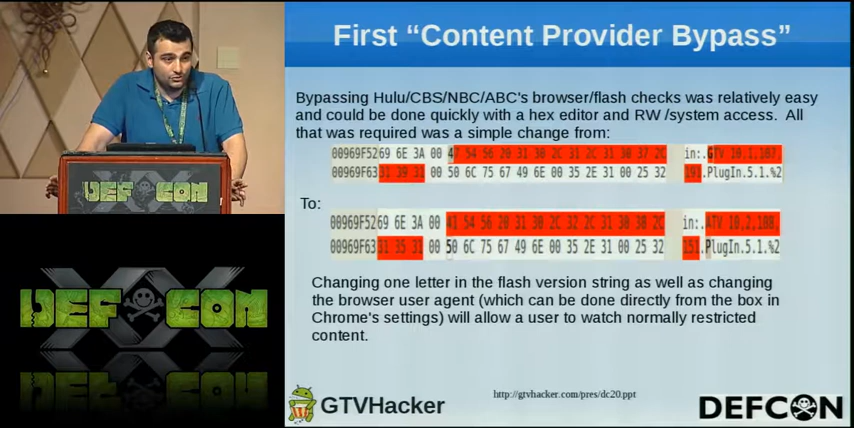 First “Content Provider Bypass”
Bypassing Hulu/CBS/NBC/ABC's browser/flash checks was relatively easy
and could be done quickly with a hex editor and RW /system access.  All
that was required was a simple change from:
00969F52 69 6E 3A 00 47 54 56 20 31 30 2C 31 2C 31 30 37 2C in:.GTV 10,1,107,
00969F63 31 39 31 00 50 6C 75 67 49 6E 00 35 2E 31 00 25 32 191.PlugIn.5.1.%2
To:
00969F52 69 6E 3A 00 41 54 56 20 31 30 2C 32 2C 31 30 38 2C in:.ATV 10,2,108,
00969F63 31 35 31 00 50 6C 75 67 49 6E 00 35 2E 31 00 25 32 151.PlugIn.5.1.%2
Changing one letter in the flash version string as well as changing
the browser user agent (which can be done directly from the box in
Chrome's settings) will allow a user to watch normally restricted
content.
GTVHacker
http://gtvhacker.com/pres/dc20.ppt
DEFCON
DEF CON
XX
DEF CON